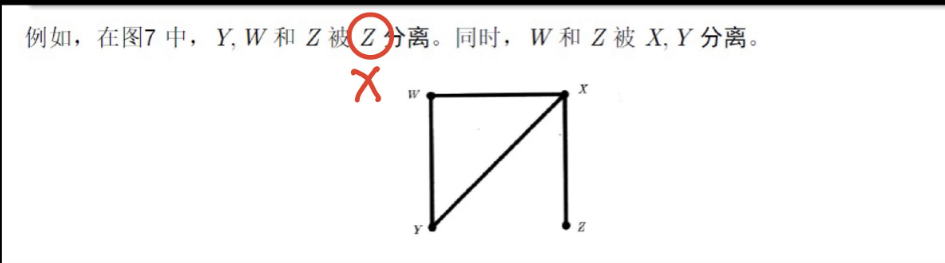 例如，在图7 中， Y, W 和 Z 被 Z 分离。同时， W 和 Z 被 X, Y 分离。
X
W
X
Y
Z